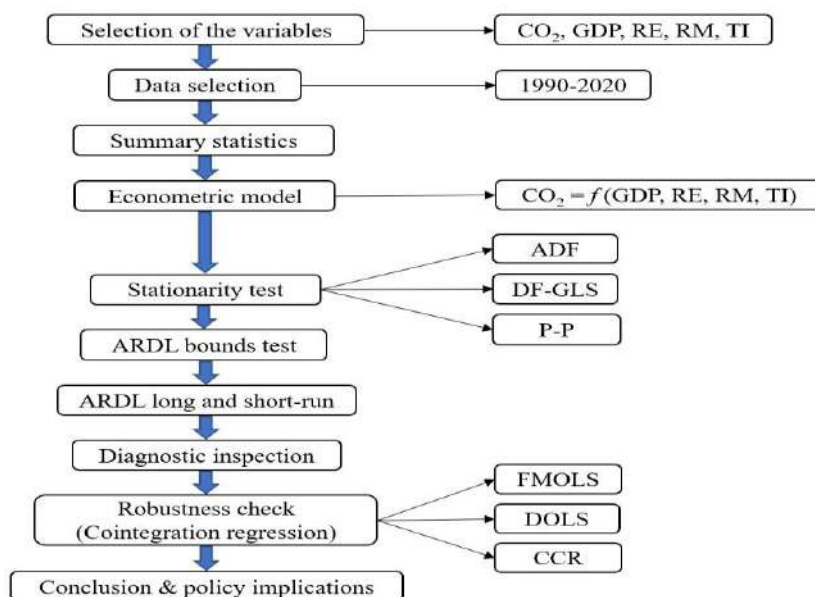 Selection of the variables
CO₂, GDP, RE, RM, TI
Data selection
1990-2020
Summary statistics
Econometric model
CO₂ = f (GDP, RE, RM, TI)
Stationarity test
ADF
DF-GLS
P-P
ARDL bounds test
ARDL long and short-run
Diagnostic inspection
Robustness check
(Cointegration regression)
FMOLS
DOLS
CCR
Conclusion & policy implications